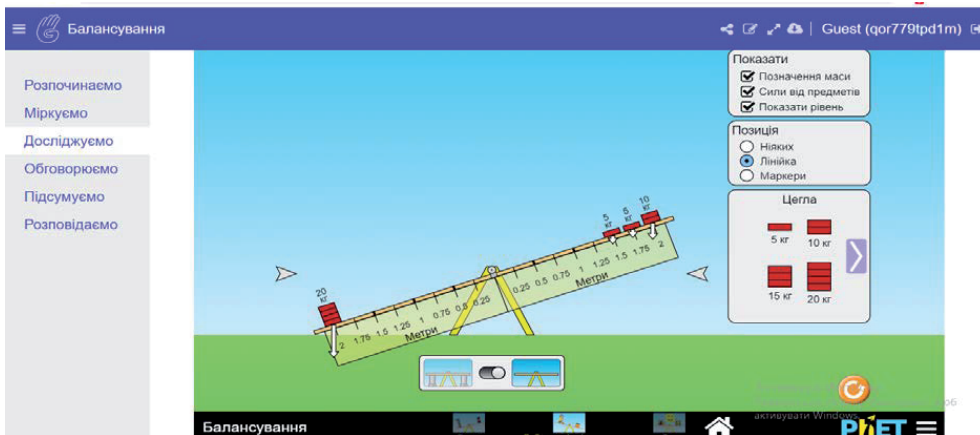 Балансування
Guest (qor779tpd1m)
Розпочинаємо
Міркуємо
Досліджуємо
Обговорюємо
Підсумуємо
Розповідаємо
Показати
Позначення маси
Сили від предметів
Показати рівень
Позиція
Ніяких
Лінійка
Маркери
Цегла
5 кг
10 кг
15 кг
20 кг
5 кг
5 кг
10 кг
20 кг
2 1.75 1.5 1.25 1 0.75 0.5 0.25
0.25 0.5 0.75 1 1.25 1.5 1.75 2
Метри
Метри
активувати Windows.
Балансування
PhET